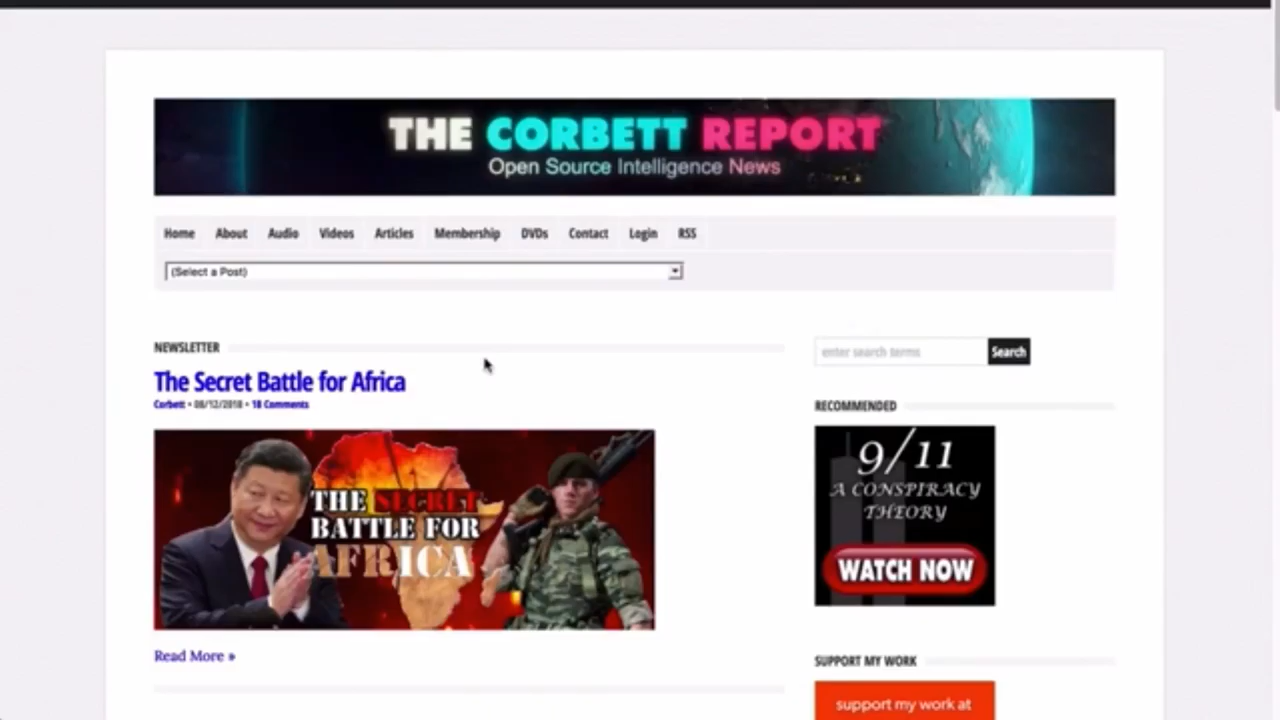 THE CORBETT REPORT
Open Source Intelligence News
Home About Audio Videos Articles Membership DVDs Contact Login RSS
(Select a Post)
NEWSLETTER
The Secret Battle for Africa
Corbett • 08/12/2018 • 18 Comments
THE SECRET
BATTLE FOR
AFRICA
Read More »
enter search terms Search
RECOMMENDED
9/11
A CONSPIRACY
THEORY
WATCH NOW
SUPPORT MY WORK
support my work at